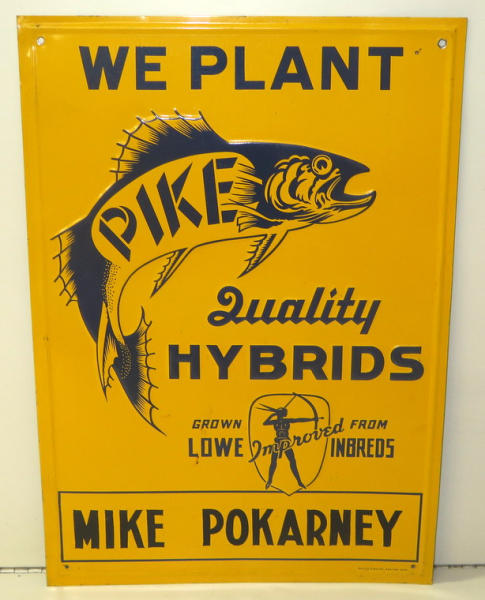 WE PLANT
PIKE
Quality
HYBRIDS
GROWN FROM
LOWE Improved INBREDS
MIKE POKARNEY